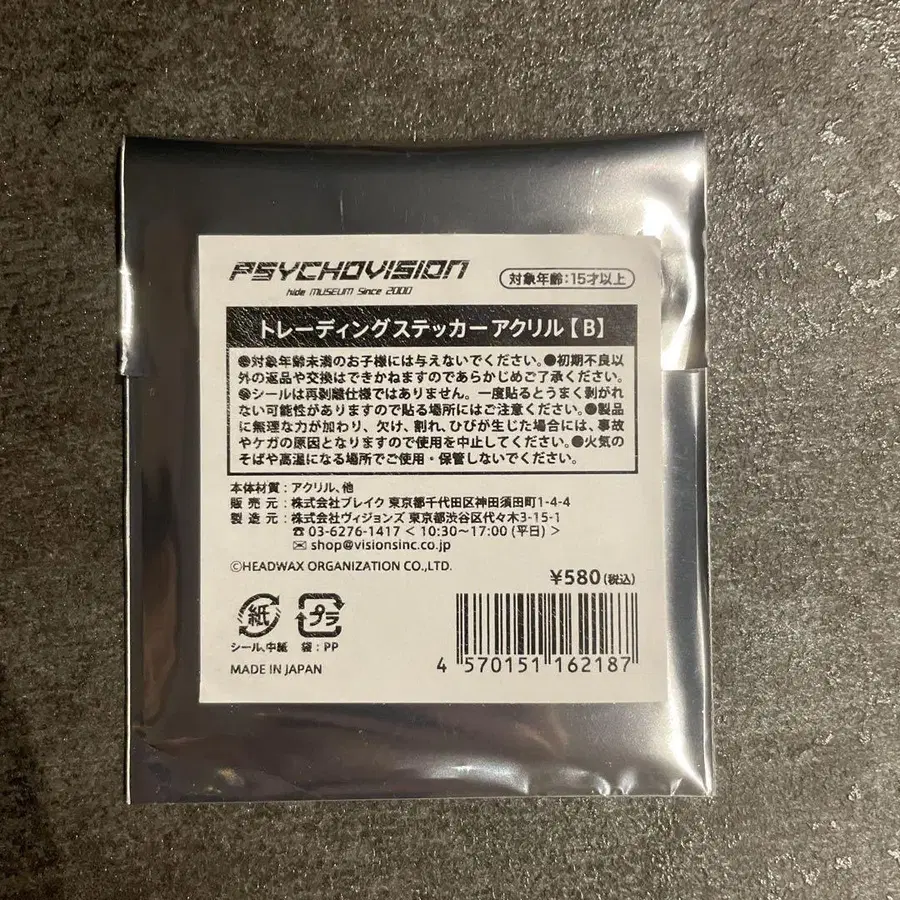 PSYCHOVISION
hide MUSEUM Since 2000
対象年齢:15才以上
トレーディングステッカー アクリル【B】
●対象年齢未満のお子様には与えないでください。●初期不良以
外の返品や交換はできかねますのであらかじめご了承ください。
●シールは再剥離仕様ではありません。一度貼るとうまく剥がれ
ない可能性がありますので貼る場所にはご注意ください。●製品
に無理な力が加わり、欠け、割れ、ひびが生じた場合には、事故
やケガの原因となりますので使用を中止してください。●火気の
そばや高温になる場所でご使用・保管しないでください。
本体材質：アクリル、他
販売元：株式会社ブレイク 東京都千代田区神田須田町1-4-4
製造元：株式会社ヴィジョンズ 東京都渋谷区代々木3-15-1
☎ 03-6276-1417 < 10:30~17:00 (平日) >
✉ shop@visionsinc.co.jp
©HEADWAX ORGANIZATION CO.,LTD.
¥580(税込)
紙
プラ
シール、中紙 袋：PP
MADE IN JAPAN
4 570151 162187